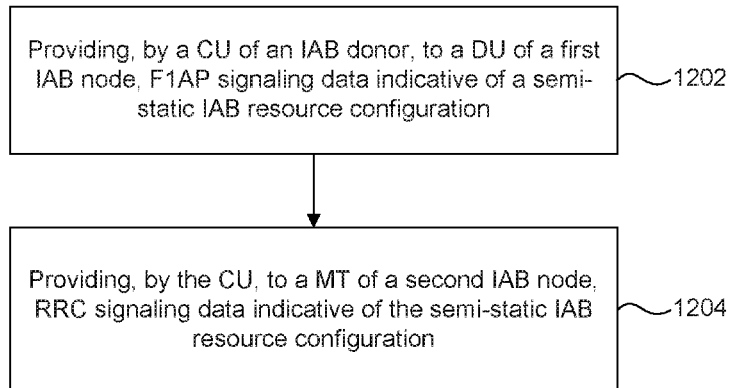 Providing, by a CU of an IAB donor, to a DU of a first
IAB node, F1AP signaling data indicative of a semi-
static IAB resource configuration
1202
Providing, by the CU, to a MT of a second IAB node,
RRC signaling data indicative of the semi-static IAB
resource configuration
1204